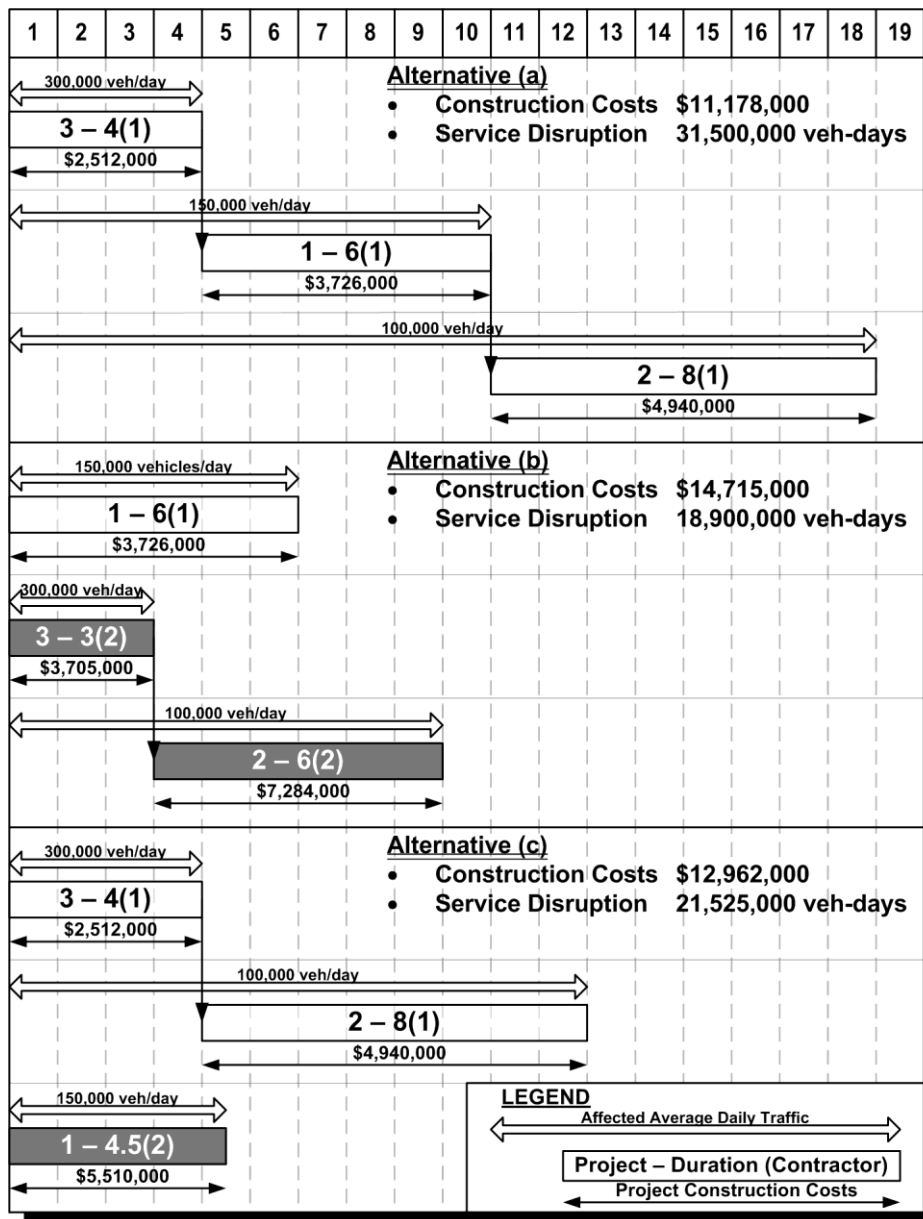 1 2 3 4 5 6 7 8 9 10 11 12 13 14 15 16 17 18 19
300,000 veh/day
3 – 4(1)
$2,512,000
Alternative (a)
• Construction Costs $11,178,000
• Service Disruption 31,500,000 veh-days
150,000 veh/day
1 – 6(1)
$3,726,000
100,000 veh/day
2 – 8(1)
$4,940,000
150,000 vehicles/day
1 – 6(1)
$3,726,000
Alternative (b)
• Construction Costs $14,715,000
• Service Disruption 18,900,000 veh-days
300,000 veh/day
3 – 3(2)
$3,705,000
100,000 veh/day
2 – 6(2)
$7,284,000
300,000 veh/day
3 – 4(1)
$2,512,000
Alternative (c)
• Construction Costs $12,962,000
• Service Disruption 21,525,000 veh-days
100,000 veh/day
2 – 8(1)
$4,940,000
150,000 veh/day
1 – 4.5(2)
$5,510,000
LEGEND
Affected Average Daily Traffic
Project – Duration (Contractor)
Project Construction Costs